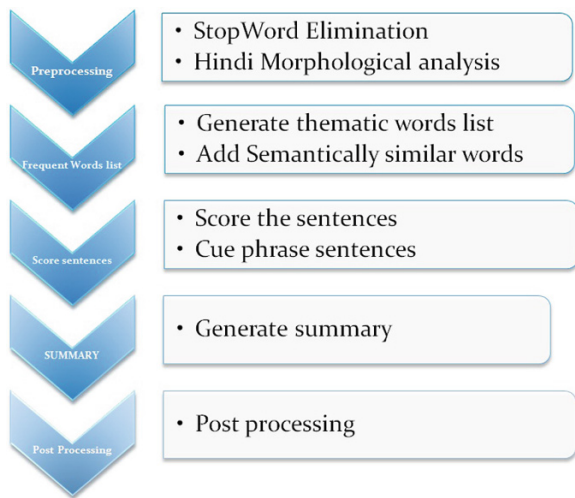 Preprocessing
• StopWord Elimination
• Hindi Morphological analysis
Frequent Words list
• Generate thematic words list
• Add Semantically similar words
Score sentences
• Score the sentences
• Cue phrase sentences
SUMMARY
• Generate summary
Post Processing
• Post processing